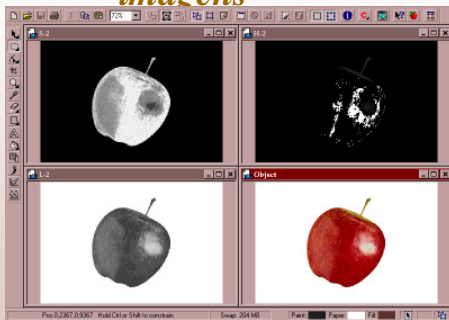 imagens
72%
S-2
H-2
L-2
Object
Pos:0,2367,0,9367 Hold Ctrl or Shift to constrain Swap: 204 MB Paint: Paper: Fill: